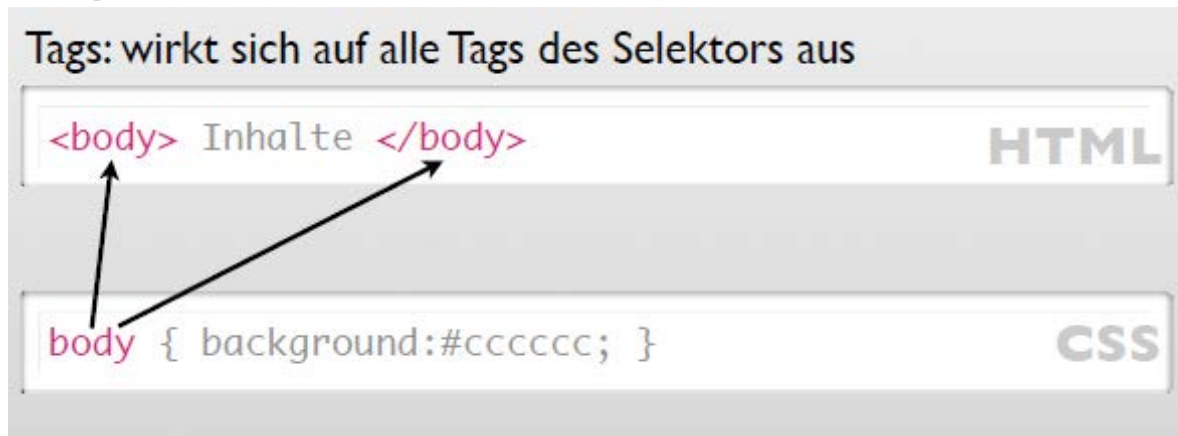 Tags: wirkt sich auf alle Tags des Selektors aus
<body> Inhalte </body>
HTML
body { background:#cccccc; }
CSS